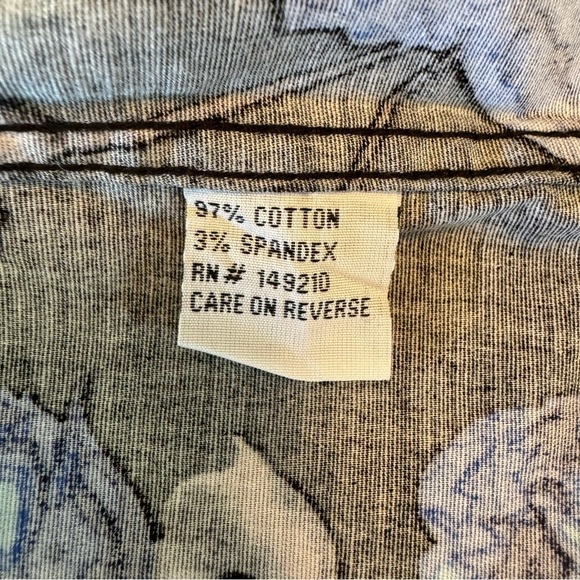 97% COTTON
3% SPANDEX
RN# 149210
CARE ON REVERSE